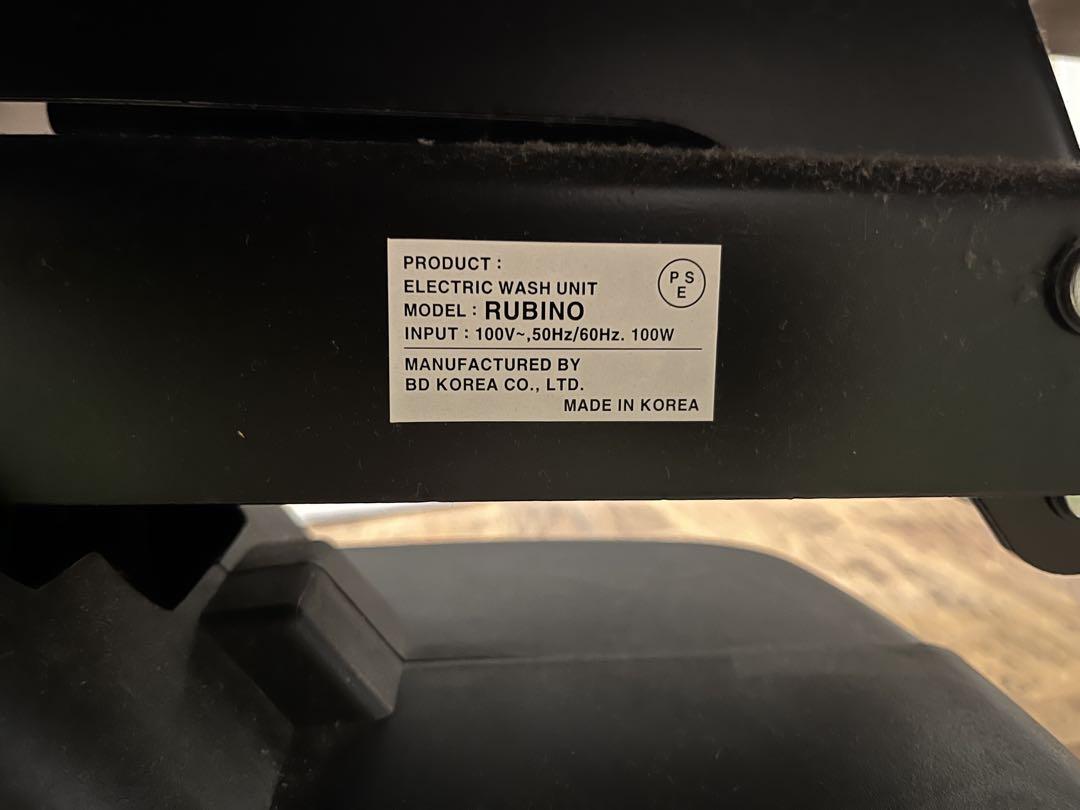 PRODUCT :
ELECTRIC WASH UNIT
MODEL : RUBINO
INPUT : 100V~,50Hz/60Hz. 100W
P S
E
MANUFACTURED BY
BD KOREA CO., LTD.
MADE IN KOREA